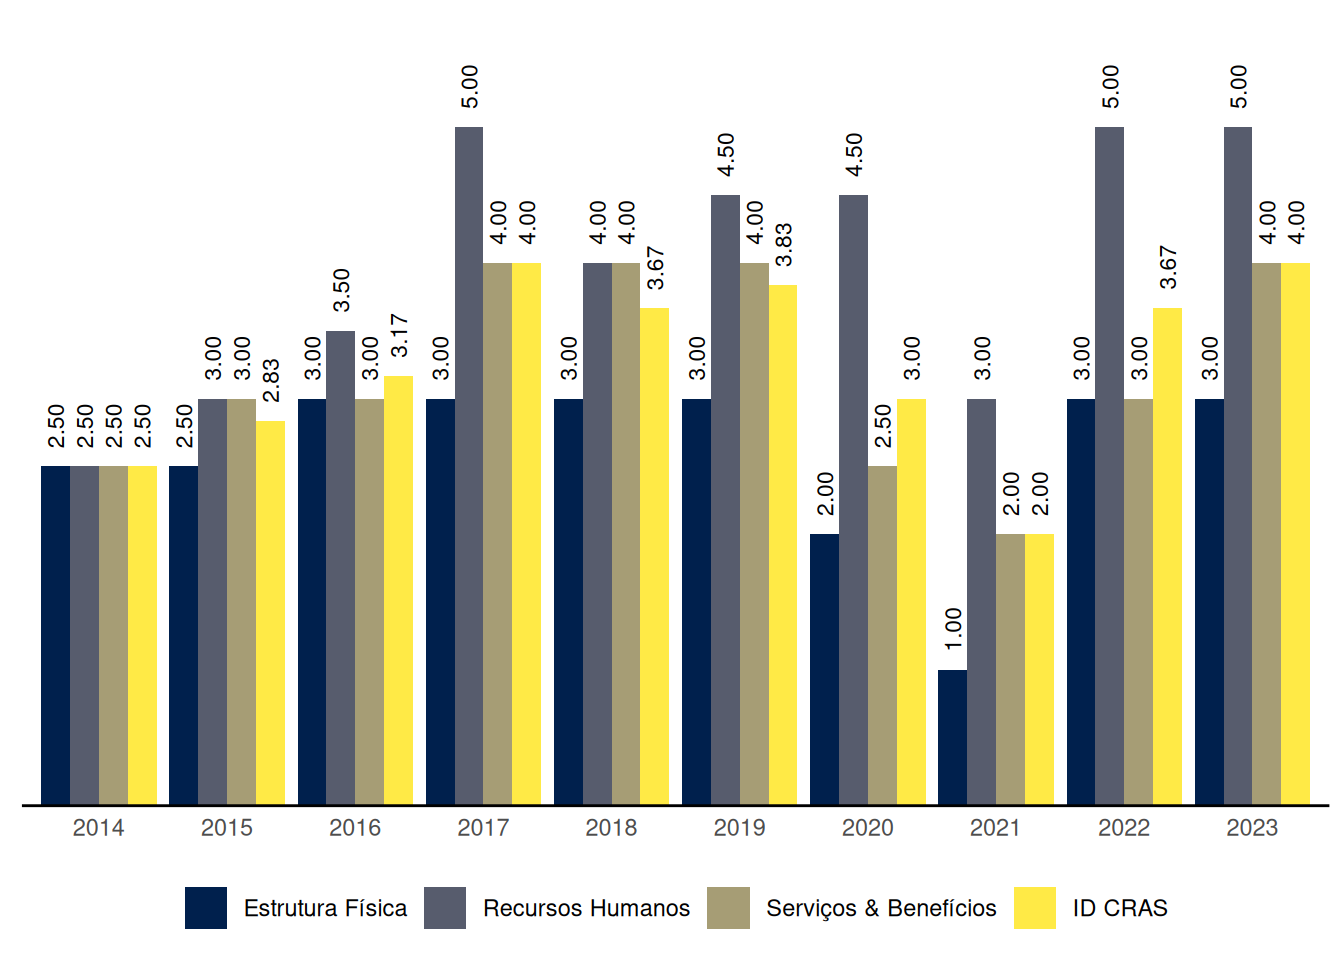 5.00 5.00 5.00
4.50 4.50
4.00 4.00 4.00 4.00 4.00 4.00 4.00
3.83
3.67 3.67
3.50
3.17
3.00 3.00 3.00 3.00 3.00 3.00 3.00 3.00 3.00 3.00 3.00 3.00 3.00
2.83
2.50 2.50 2.50 2.50 2.50 2.50
2.00 2.00 2.00
1.00
2014 2015 2016 2017 2018 2019 2020 2021 2022 2023
Estrutura Física Recursos Humanos Serviços & Benefícios ID CRAS